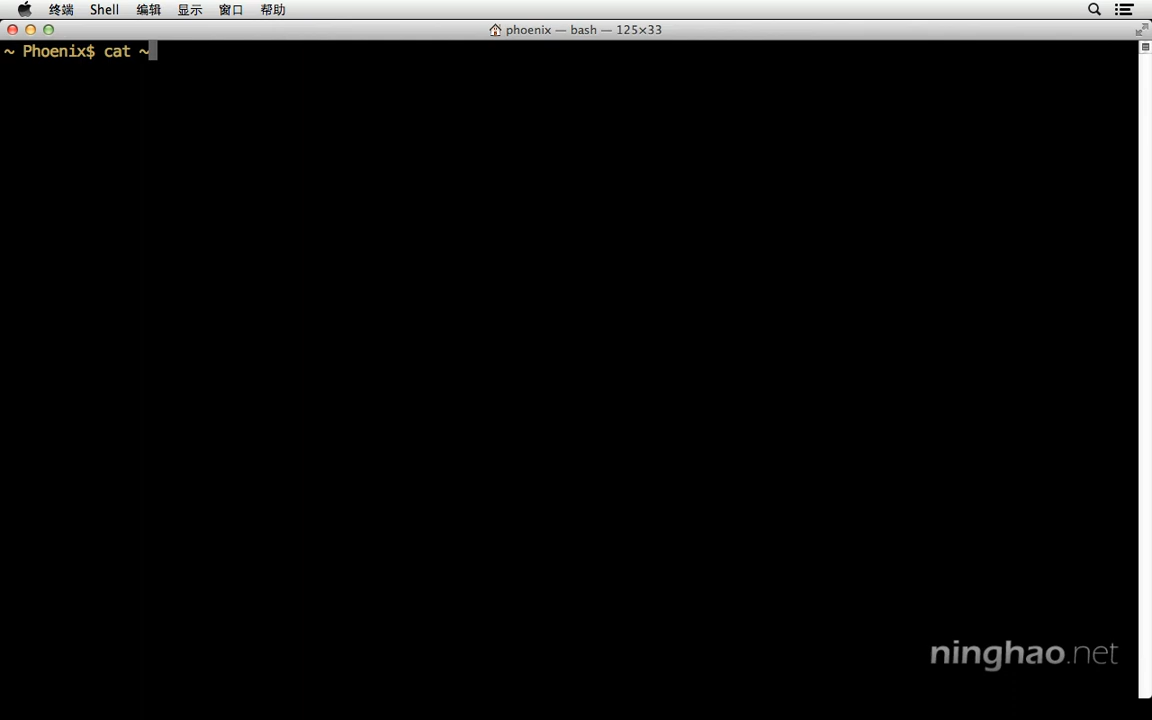 终端 Shell 编辑 显示 窗口 帮助
phoenix — bash — 125×33
~ Phoenix$ cat ~
ninghao.net